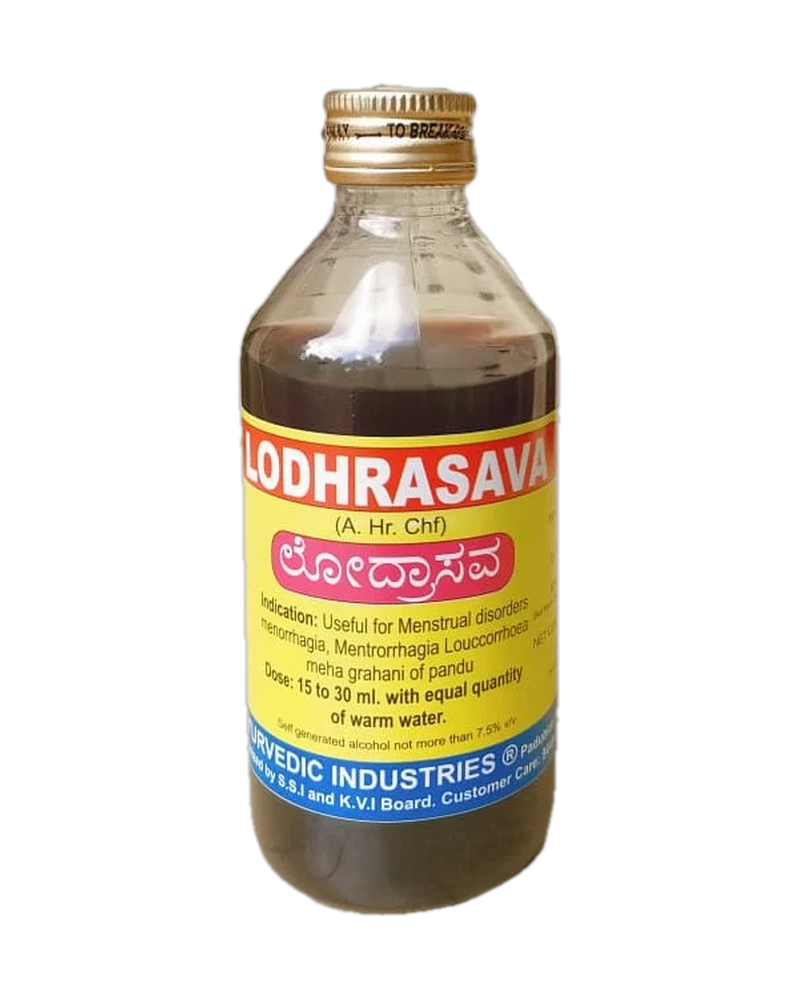 TO BREAK
LODHRASAVA
(A. Hr. Chf)
ಲೋದ್ರಾಸವ
Indication: Useful for Menstrual disorders
menorrhagia, Mentrorrhagia Louccorrhoea
meha grahani of pandu
Dose: 15 to 30 ml. with equal quantity
of warm water.
Self generated alcohol not more than 7.5% v/v
URVEDIC INDUSTRIES ®
by S.S.I and K.V.I Board. Customer Care: